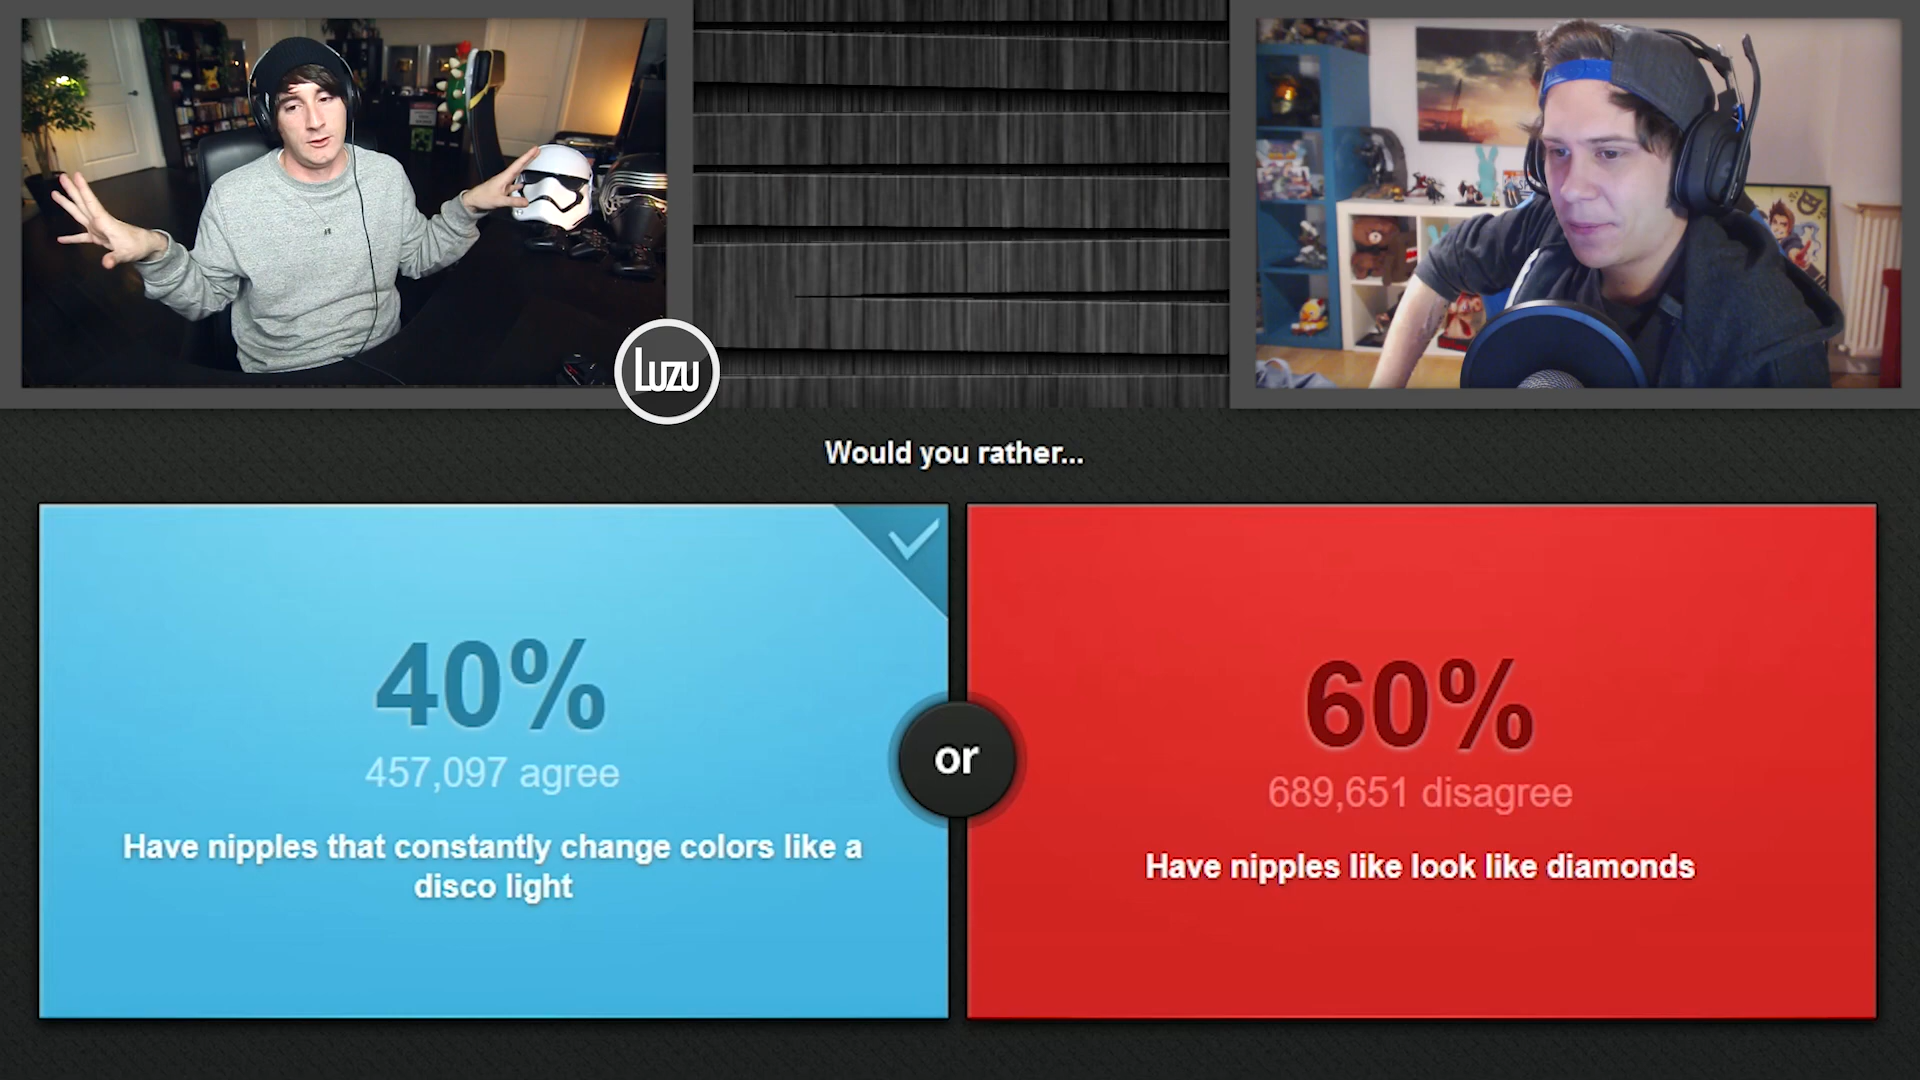 Luzu
Would you rather...
40%
457,097 agree
Have nipples that constantly change colors like a
disco light
or
60%
689,651 disagree
Have nipples like look like diamonds